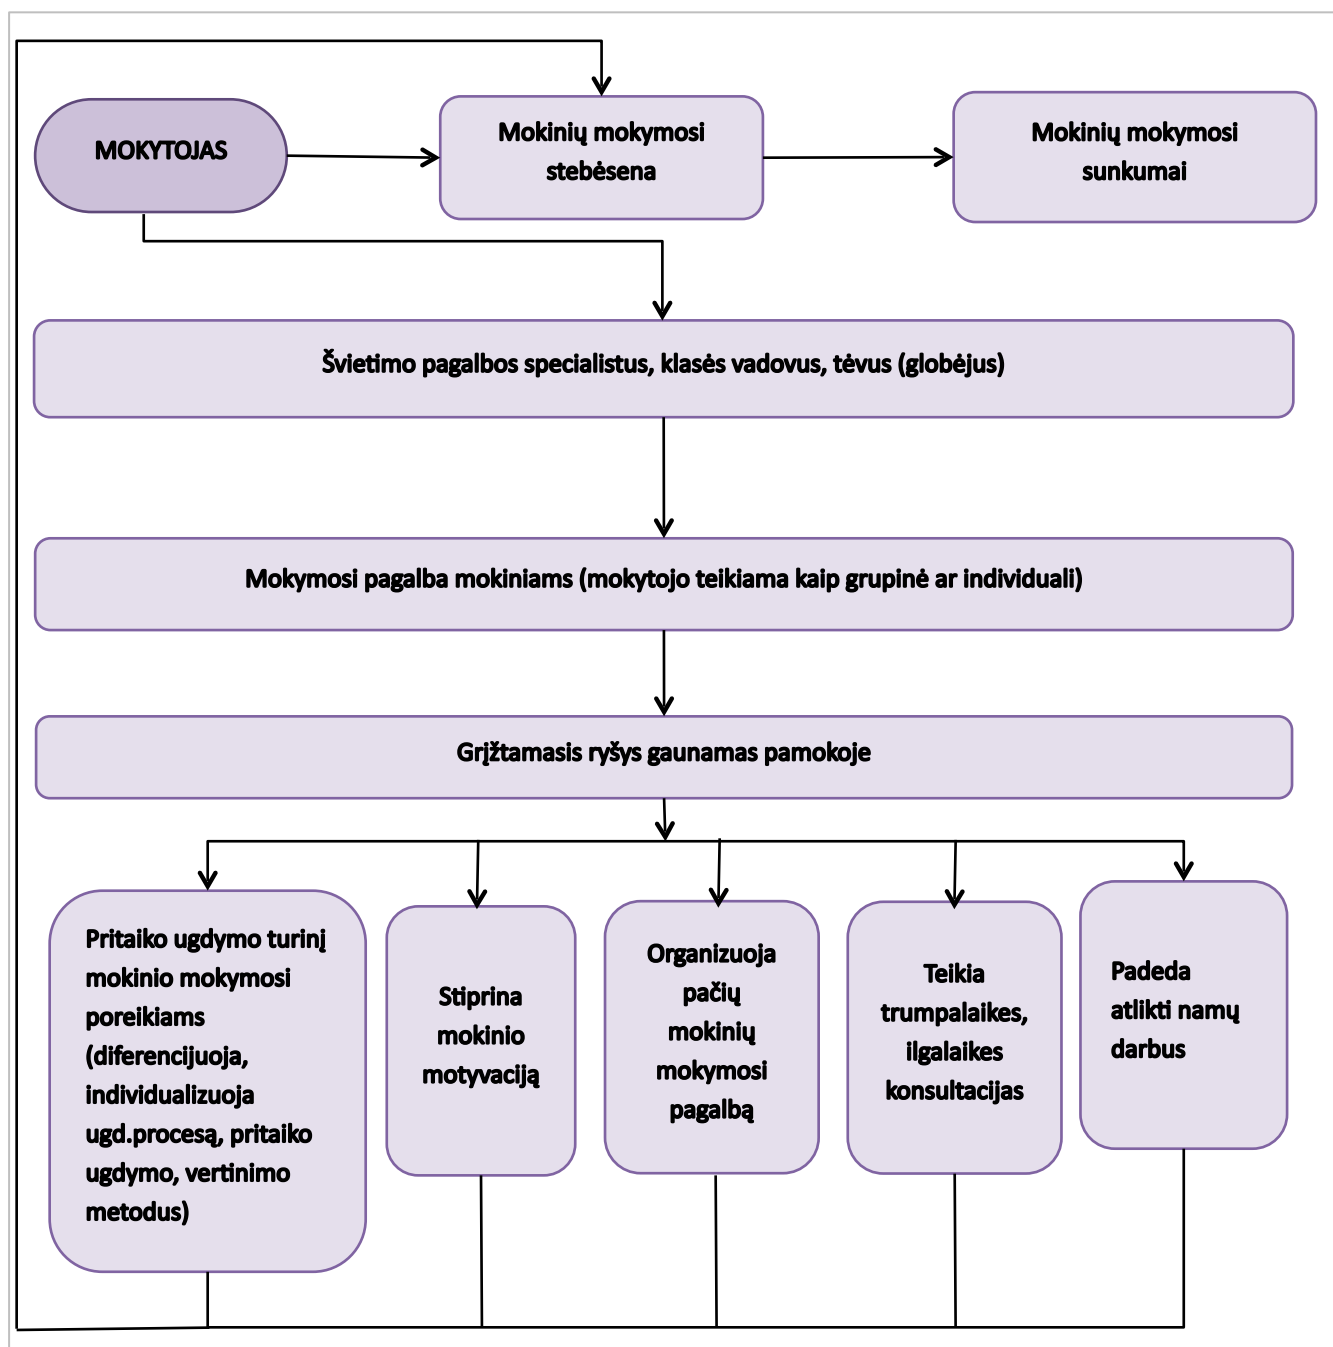 MOKYTOJAS
Mokinių mokymosi
stebėsena
Mokinių mokymosi
sunkumai
Švietimo pagalbos specialistus, klasės vadovus, tėvus (globėjus)
Mokymosi pagalba mokiniams (mokytojo teikiama kaip grupinė ar individuali)
Grįžtamasis ryšys gaunamas pamokoje
Pritaiko ugdymo turinį
mokinio mokymosi
poreikiams
(diferencijuoja,
individualizuoja
ugd.procesą, pritaiko
ugdymo, vertinimo
metodus)
Stiprina
mokinio
motyvaciją
Organizuoja
pačių
mokinių
mokymosi
pagalbą
Teikia
trumpalaikes,
ilgalaikes
konsultacijas
Padeda
atlikti namų
darbus